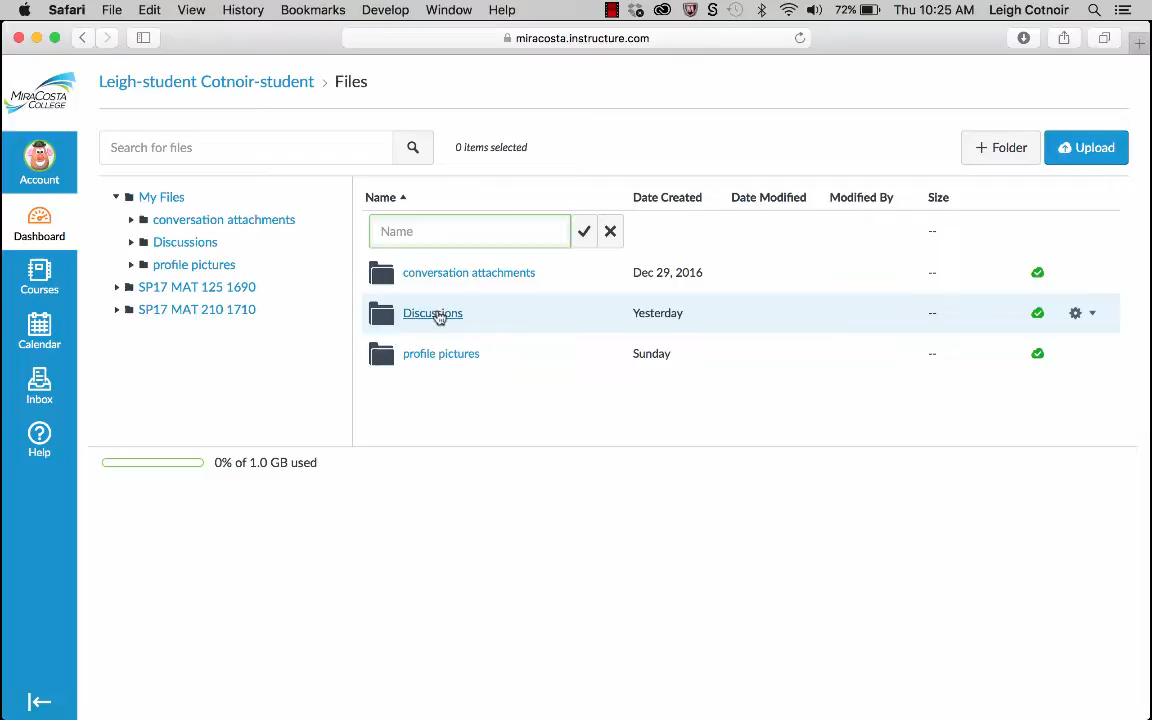 Safari File Edit View History Bookmarks Develop Window Help S 72% Thu 10:25 AM Leigh Cotnoir
miracosta.instructure.com
MIRACOSTA COLLEGE
Leigh-student Cotnoir-student › Files
Search for files 0 items selected + Folder Upload
Account
Dashboard
Courses
Calendar
Inbox
Help
My Files
conversation attachments
Discussions
profile pictures
SP17 MAT 125 1690
SP17 MAT 210 1710
Name Date Created Date Modified Modified By Size
Name --
conversation attachments Dec 29, 2016 --
Discussions Yesterday --
profile pictures Sunday --
0% of 1.0 GB used